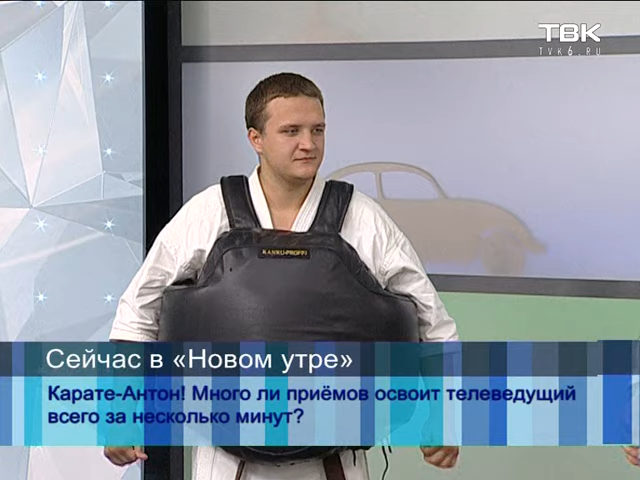 ТВК
TVK6.RU
KANKU-PROFFI
Сейчас в «Новом утре»
Карате-Антон! Много ли приёмов освоит телеведущий
всего за несколько минут?